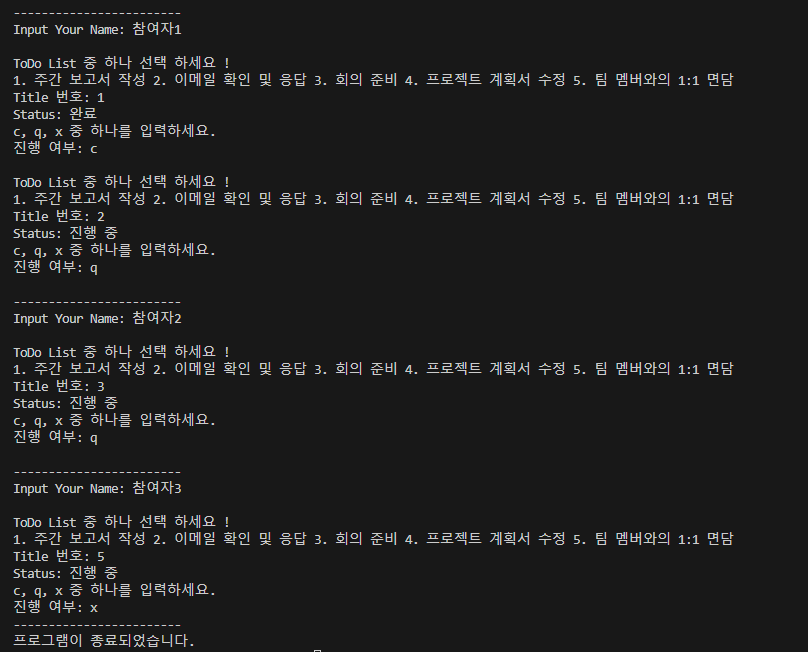 ------------------------
Input Your Name: 참여자1
ToDo List 중 하나 선택 하세요 !
1. 주간 보고서 작성 2. 이메일 확인 및 응답 3. 회의 준비 4. 프로젝트 계획서 수정 5. 팀 멤버와의 1:1 면담
Title 번호: 1
Status: 완료
c, q, x 중 하나를 입력하세요.
진행 여부: c
ToDo List 중 하나 선택 하세요 !
1. 주간 보고서 작성 2. 이메일 확인 및 응답 3. 회의 준비 4. 프로젝트 계획서 수정 5. 팀 멤버와의 1:1 면담
Title 번호: 2
Status: 진행 중
c, q, x 중 하나를 입력하세요.
진행 여부: q
------------------------
Input Your Name: 참여자2
ToDo List 중 하나 선택 하세요 !
1. 주간 보고서 작성 2. 이메일 확인 및 응답 3. 회의 준비 4. 프로젝트 계획서 수정 5. 팀 멤버와의 1:1 면담
Title 번호: 3
Status: 진행 중
c, q, x 중 하나를 입력하세요.
진행 여부: q
------------------------
Input Your Name: 참여자3
ToDo List 중 하나 선택 하세요 !
1. 주간 보고서 작성 2. 이메일 확인 및 응답 3. 회의 준비 4. 프로젝트 계획서 수정 5. 팀 멤버와의 1:1 면담
Title 번호: 5
Status: 진행 중
c, q, x 중 하나를 입력하세요.
진행 여부: x
------------------------
프로그램이 종료되었습니다.